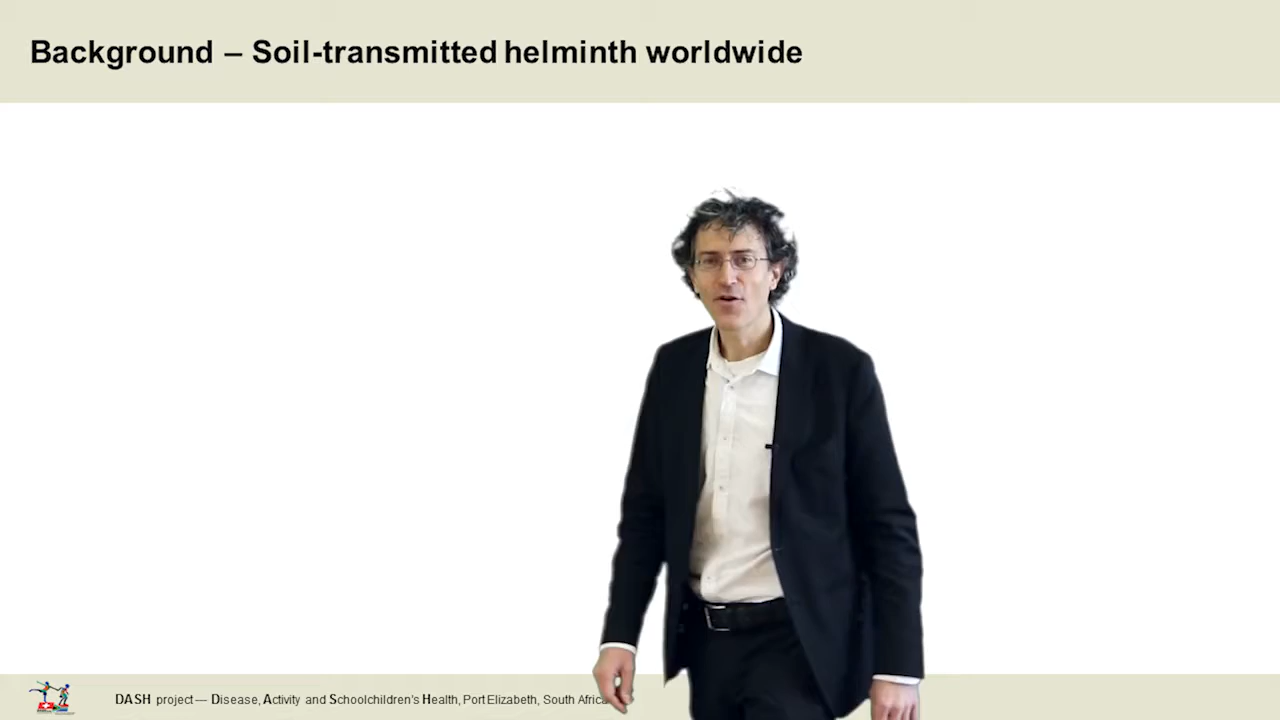 Background – Soil-transmitted helminth worldwide
DASH project — Disease, Activity and Schoolchildren's Health, Port Elizabeth, South Africa